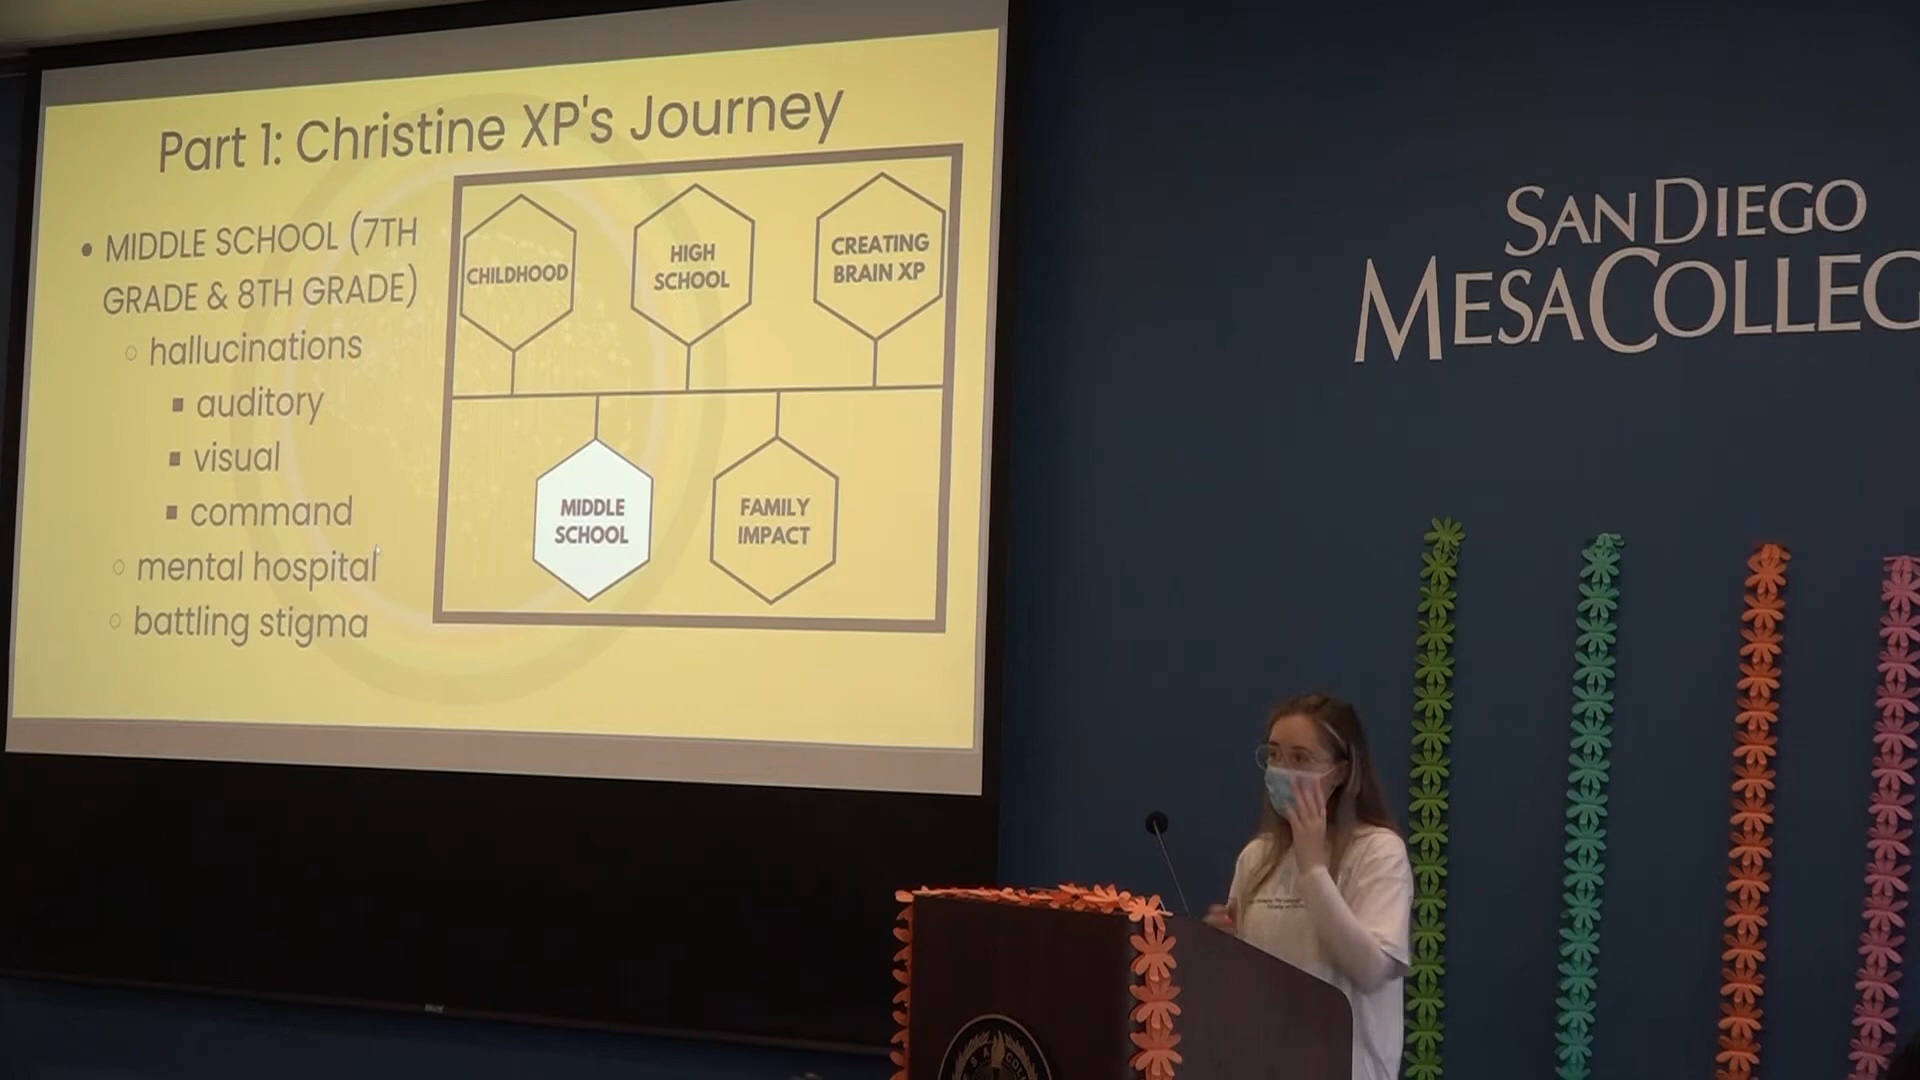 Part 1: Christine XP's Journey
• MIDDLE SCHOOL (7TH
GRADE & 8TH GRADE)
○ hallucinations
▪ auditory
▪ visual
▪ command
○ mental hospital
○ battling stigma
CHILDHOOD
HIGH
SCHOOL
CREATING
BRAIN XP
MIDDLE
SCHOOL
FAMILY
IMPACT
SAN DIEGO
MESA COLLEG